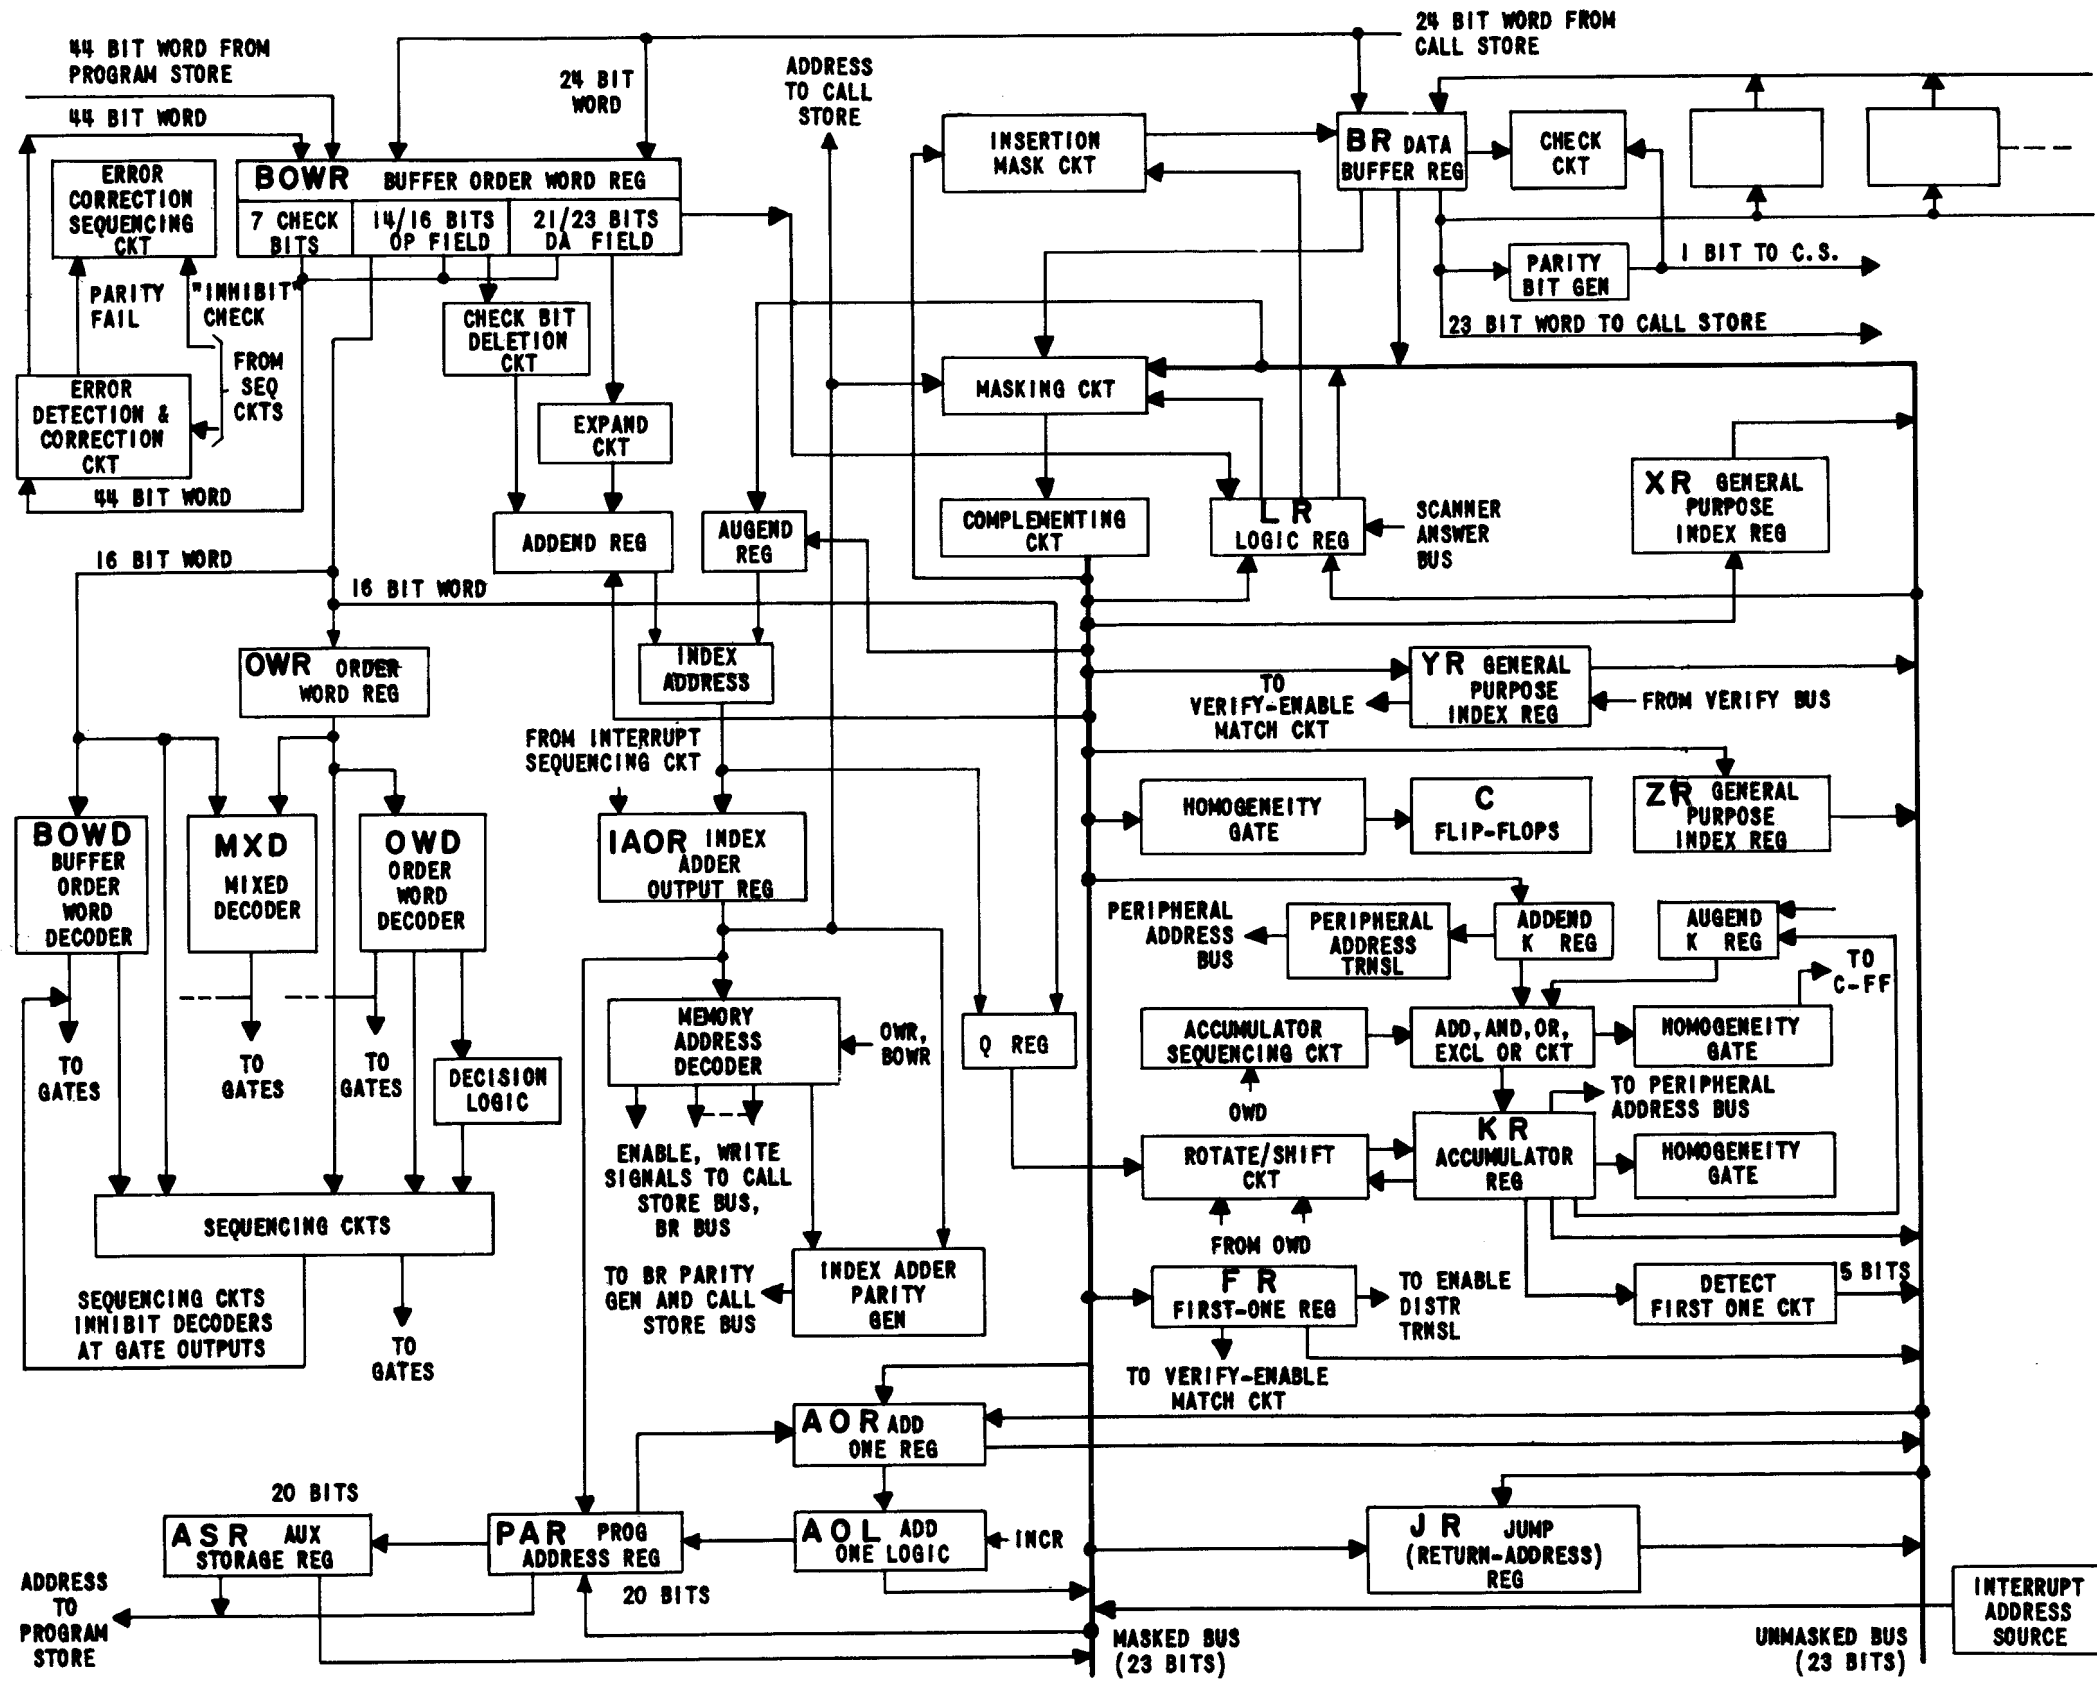 44 BIT WORD FROM
PROGRAM STORE
44 BIT WORD
24 BIT
WORD
ADDRESS
TO CALL
STORE
24 BIT WORD FROM
CALL STORE
ERROR
CORRECTION
SEQUENCING
CKT
BOWR BUFFER ORDER WORD REG
7 CHECK
BITS
14/16 BITS
OP FIELD
21/23 BITS
DA FIELD
INSERTION
MASK CKT
BR DATA
BUFFER REG
CHECK
CKT
PARITY
BIT GEN
1 BIT TO C.S.
23 BIT WORD TO CALL STORE
PARITY
FAIL
"INHIBIT"
CHECK
FROM
SEQ
CKTS
ERROR
DETECTION &
CORRECTION
CKT
44 BIT WORD
CHECK BIT
DELETION
CKT
EXPAND
CKT
MASKING CKT
ADDEND REG
AUGEND
REG
COMPLEMENTING
CKT
LR
LOGIC REG
SCANNER
ANSWER
BUS
XR GENERAL
PURPOSE
INDEX REG
16 BIT WORD
16 BIT WORD
OWR ORDER
WORD REG
INDEX
ADDRESS
TO
VERIFY-ENABLE
MATCH CKT
YR GENERAL
PURPOSE
INDEX REG
FROM VERIFY BUS
FROM INTERRUPT
SEQUENCING CKT
HOMOGENEITY
GATE
C
FLIP-FLOPS
ZR GENERAL
PURPOSE
INDEX REG
BOWD
BUFFER
ORDER
WORD
DECODER
MXD
MIXED
DECODER
OWD
ORDER
WORD
DECODER
IAOR INDEX
ADDER
OUTPUT REG
PERIPHERAL
ADDRESS
BUS
PERIPHERAL
ADDRESS
TRNSL
ADDEND
K REG
AUGEND
K REG
TO
C-FF
TO
GATES
TO
GATES
TO
GATES
DECISION
LOGIC
MEMORY
ADDRESS
DECODER
OWR,
BOWR
Q REG
ACCUMULATOR
SEQUENCING CKT
ADD, AND, OR,
EXCL OR CKT
HOMOGENEITY
GATE
OWD
TO PERIPHERAL
ADDRESS BUS
ENABLE, WRITE
SIGNALS TO CALL
STORE BUS,
BR BUS
ROTATE/SHIFT
CKT
KR
ACCUMULATOR
REG
HOMOGENEITY
GATE
SEQUENCING CKTS
FROM OWD
TO BR PARITY
GEN AND CALL
STORE BUS
INDEX ADDER
PARITY
GEN
FR
FIRST-ONE REG
TO ENABLE
DISTR
TRNSL
DETECT
FIRST ONE CKT
5 BITS
SEQUENCING CKTS
INHIBIT DECODERS
AT GATE OUTPUTS
TO
GATES
TO VERIFY-ENABLE
MATCH CKT
AOR ADD
ONE REG
20 BITS
ASR AUX
STORAGE REG
PAR PROG
ADDRESS REG
AOL ADD
ONE LOGIC
INCR
JR JUMP
(RETURN-ADDRESS)
REG
ADDRESS
TO
PROGRAM
STORE
20 BITS
MASKED BUS
(23 BITS)
UNMASKED BUS
(23 BITS)
INTERRUPT
ADDRESS
SOURCE